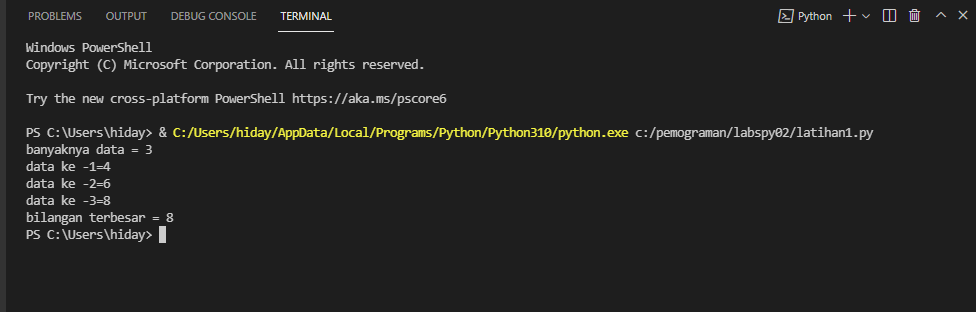 PROBLEMS OUTPUT DEBUG CONSOLE TERMINAL Python
Windows PowerShell
Copyright (C) Microsoft Corporation. All rights reserved.
Try the new cross-platform PowerShell https://aka.ms/pscore6
PS C:\Users\hiday> & C:/Users/hiday/AppData/Local/Programs/Python/Python310/python.exe c:/pemograman/labspy02/latihan1.py
banyaknya data = 3
data ke -1=4
data ke -2=6
data ke -3=8
bilangan terbesar = 8
PS C:\Users\hiday>